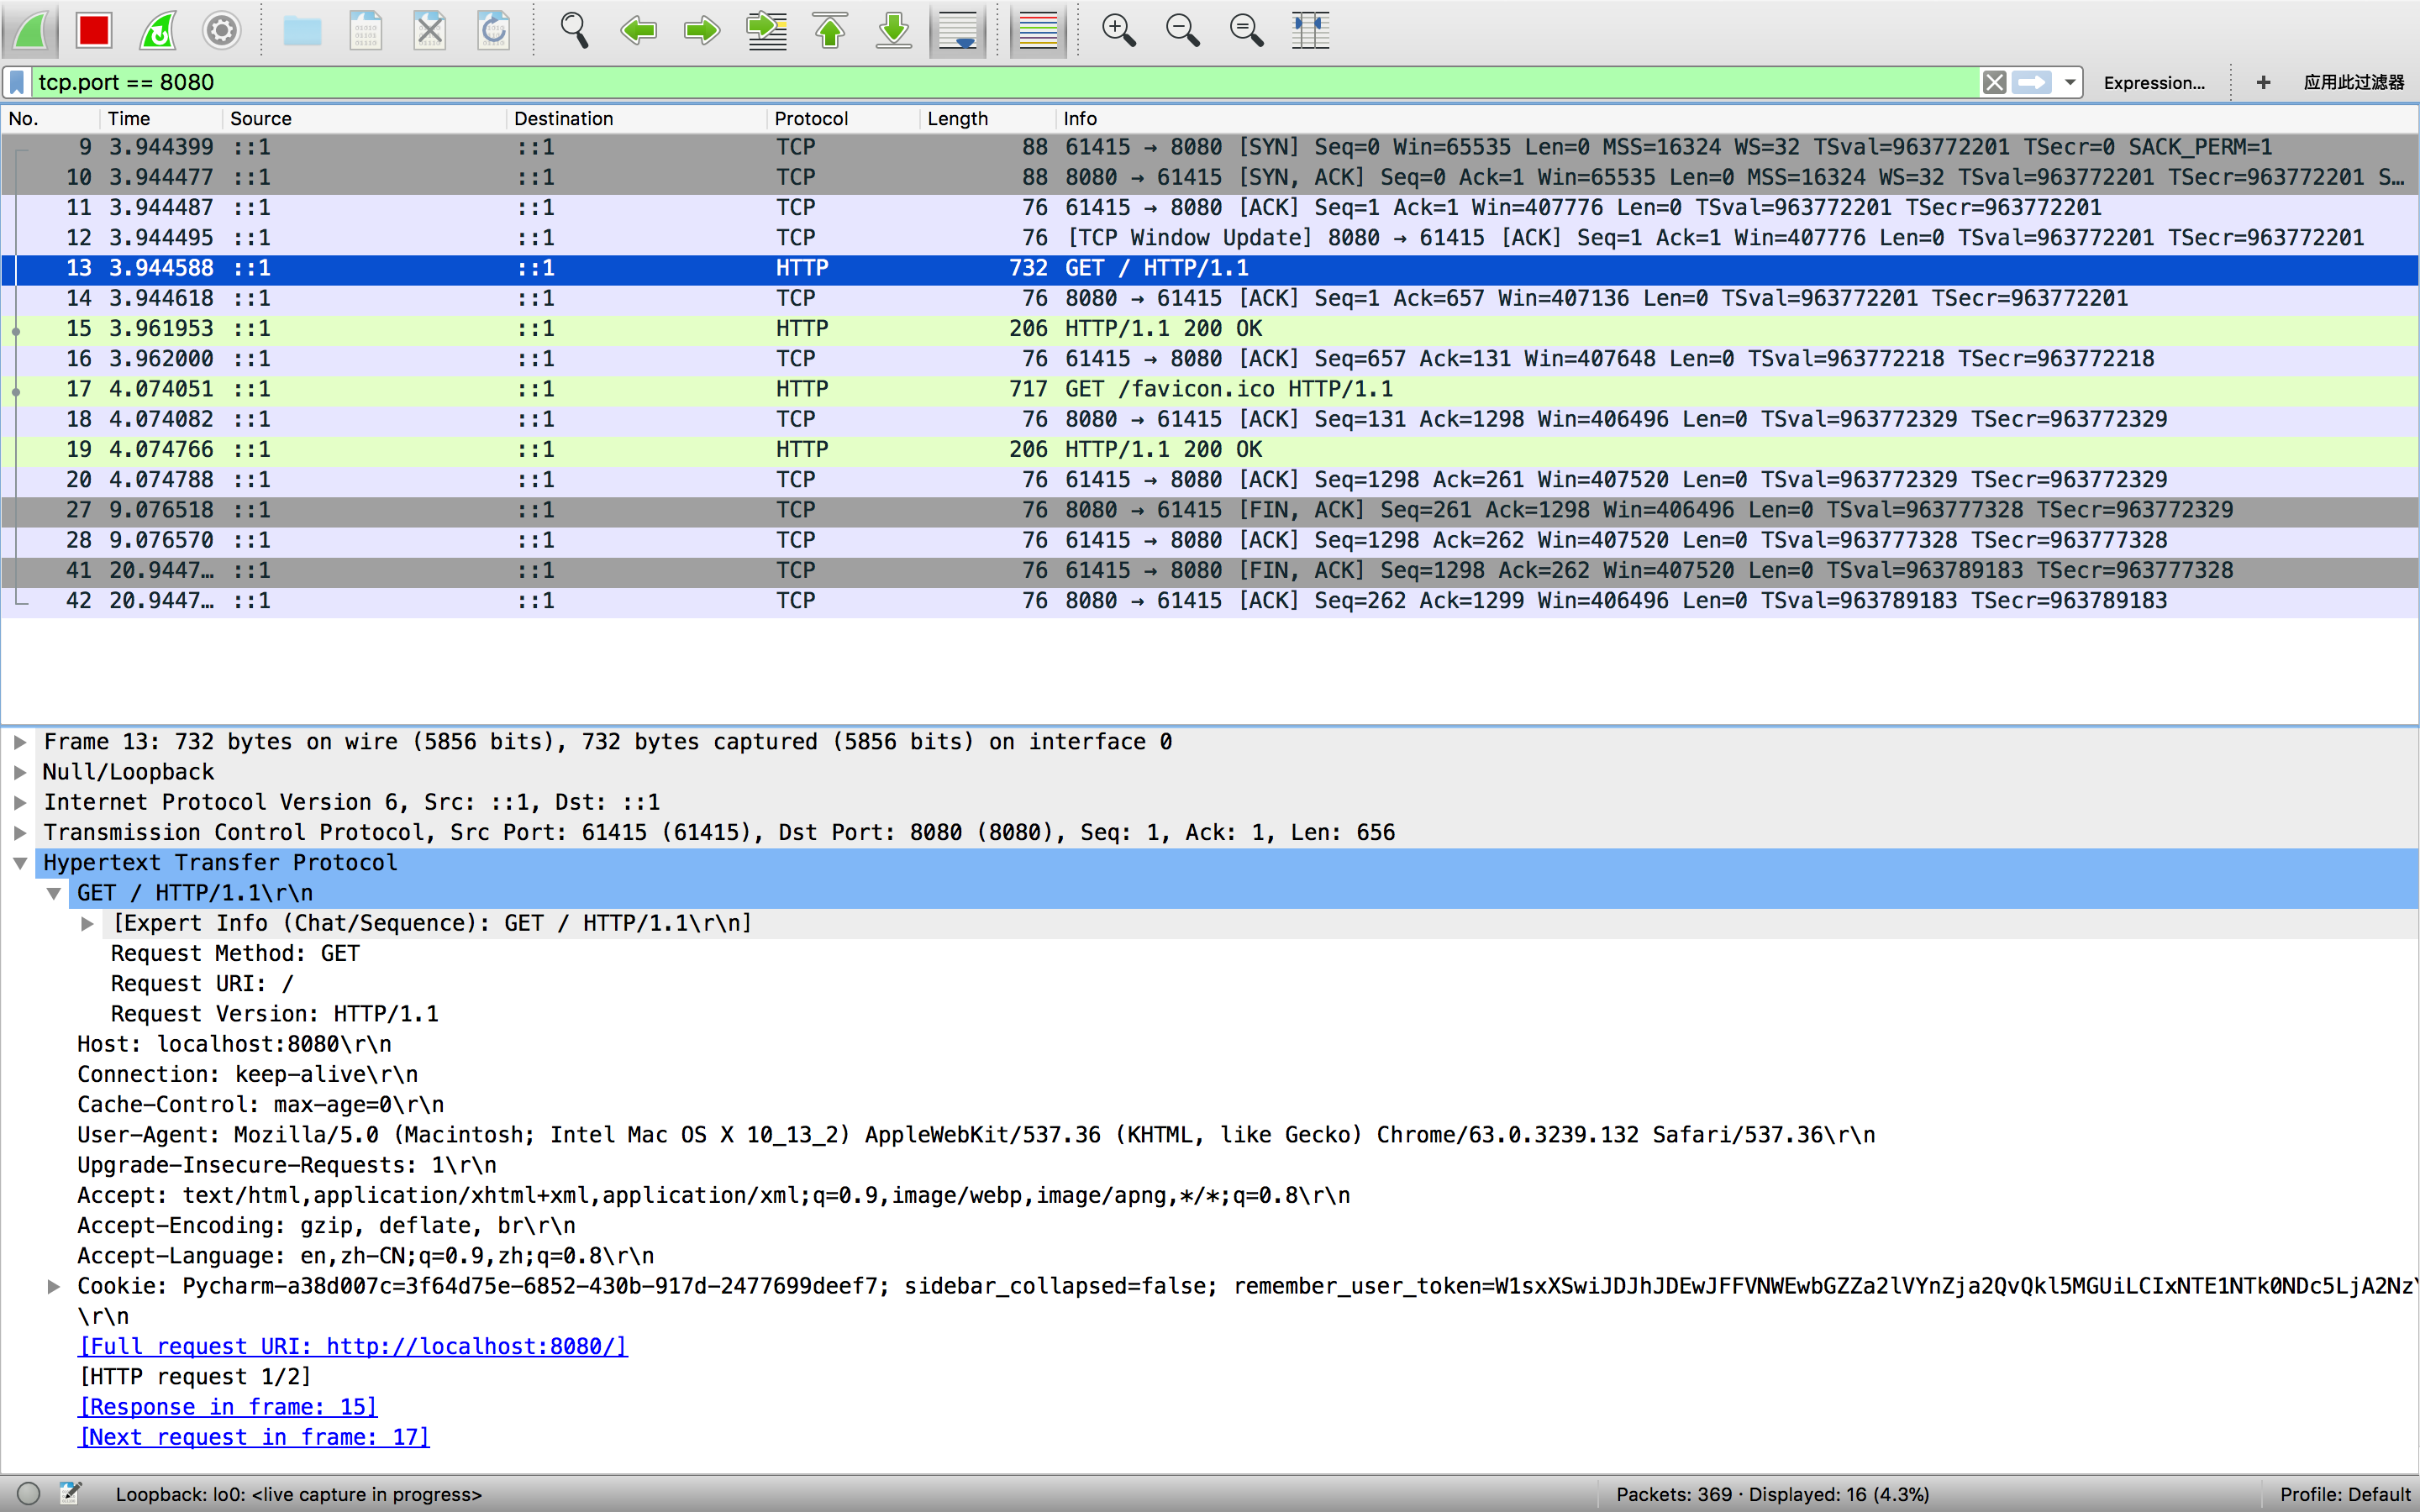 tcp.port == 8080
Expression...
+
应用此过滤器
No. Time Source Destination Protocol Length Info
9 3.944399 ::1 ::1 TCP 88 61415 → 8080 [SYN] Seq=0 Win=65535 Len=0 MSS=16324 WS=32 TSval=963772201 TSecr=0 SACK_PERM=1
10 3.944477 ::1 ::1 TCP 88 8080 → 61415 [SYN, ACK] Seq=0 Ack=1 Win=65535 Len=0 MSS=16324 WS=32 TSval=963772201 TSecr=963772201 S…
11 3.944487 ::1 ::1 TCP 76 61415 → 8080 [ACK] Seq=1 Ack=1 Win=407776 Len=0 TSval=963772201 TSecr=963772201
12 3.944495 ::1 ::1 TCP 76 [TCP Window Update] 8080 → 61415 [ACK] Seq=1 Ack=1 Win=407776 Len=0 TSval=963772201 TSecr=963772201
13 3.944588 ::1 ::1 HTTP 732 GET / HTTP/1.1
14 3.944618 ::1 ::1 TCP 76 8080 → 61415 [ACK] Seq=1 Ack=657 Win=407136 Len=0 TSval=963772201 TSecr=963772201
15 3.961953 ::1 ::1 HTTP 206 HTTP/1.1 200 OK
16 3.962000 ::1 ::1 TCP 76 61415 → 8080 [ACK] Seq=657 Ack=131 Win=407648 Len=0 TSval=963772218 TSecr=963772218
17 4.074051 ::1 ::1 HTTP 717 GET /favicon.ico HTTP/1.1
18 4.074082 ::1 ::1 TCP 76 8080 → 61415 [ACK] Seq=131 Ack=1298 Win=406496 Len=0 TSval=963772329 TSecr=963772329
19 4.074766 ::1 ::1 HTTP 206 HTTP/1.1 200 OK
20 4.074788 ::1 ::1 TCP 76 61415 → 8080 [ACK] Seq=1298 Ack=261 Win=407520 Len=0 TSval=963772329 TSecr=963772329
27 9.076518 ::1 ::1 TCP 76 8080 → 61415 [FIN, ACK] Seq=261 Ack=1298 Win=406496 Len=0 TSval=963777328 TSecr=963772329
28 9.076570 ::1 ::1 TCP 76 61415 → 8080 [ACK] Seq=1298 Ack=262 Win=407520 Len=0 TSval=963777328 TSecr=963777328
41 20.9447… ::1 ::1 TCP 76 61415 → 8080 [FIN, ACK] Seq=1298 Ack=262 Win=407520 Len=0 TSval=963789183 TSecr=963777328
42 20.9447… ::1 ::1 TCP 76 8080 → 61415 [ACK] Seq=262 Ack=1299 Win=406496 Len=0 TSval=963789183 TSecr=963789183
Frame 13: 732 bytes on wire (5856 bits), 732 bytes captured (5856 bits) on interface 0
Null/Loopback
Internet Protocol Version 6, Src: ::1, Dst: ::1
Transmission Control Protocol, Src Port: 61415 (61415), Dst Port: 8080 (8080), Seq: 1, Ack: 1, Len: 656
Hypertext Transfer Protocol
GET / HTTP/1.1\r\n
[Expert Info (Chat/Sequence): GET / HTTP/1.1\r\n]
Request Method: GET
Request URI: /
Request Version: HTTP/1.1
Host: localhost:8080\r\n
Connection: keep-alive\r\n
Cache-Control: max-age=0\r\n
User-Agent: Mozilla/5.0 (Macintosh; Intel Mac OS X 10_13_2) AppleWebKit/537.36 (KHTML, like Gecko) Chrome/63.0.3239.132 Safari/537.36\r\n
Upgrade-Insecure-Requests: 1\r\n
Accept: text/html,application/xhtml+xml,application/xml;q=0.9,image/webp,image/apng,*/*;q=0.8\r\n
Accept-Encoding: gzip, deflate, br\r\n
Accept-Language: en,zh-CN;q=0.9,zh;q=0.8\r\n
Cookie: Pycharm-a38d007c=3f64d75e-6852-430b-917d-2477699deef7; sidebar_collapsed=false; remember_user_token=W1sxXSwiJDJhJDEwJFFVNWEwbGZZa2lVYnZja2QvQkl5MGUiLCIxNTE1NTk0NDc5LjA2NzY
\r\n
[Full request URI: http://localhost:8080/]
[HTTP request 1/2]
[Response in frame: 15]
[Next request in frame: 17]
Loopback: lo0: <live capture in progress>
Packets: 369 · Displayed: 16 (4.3%)
Profile: Default